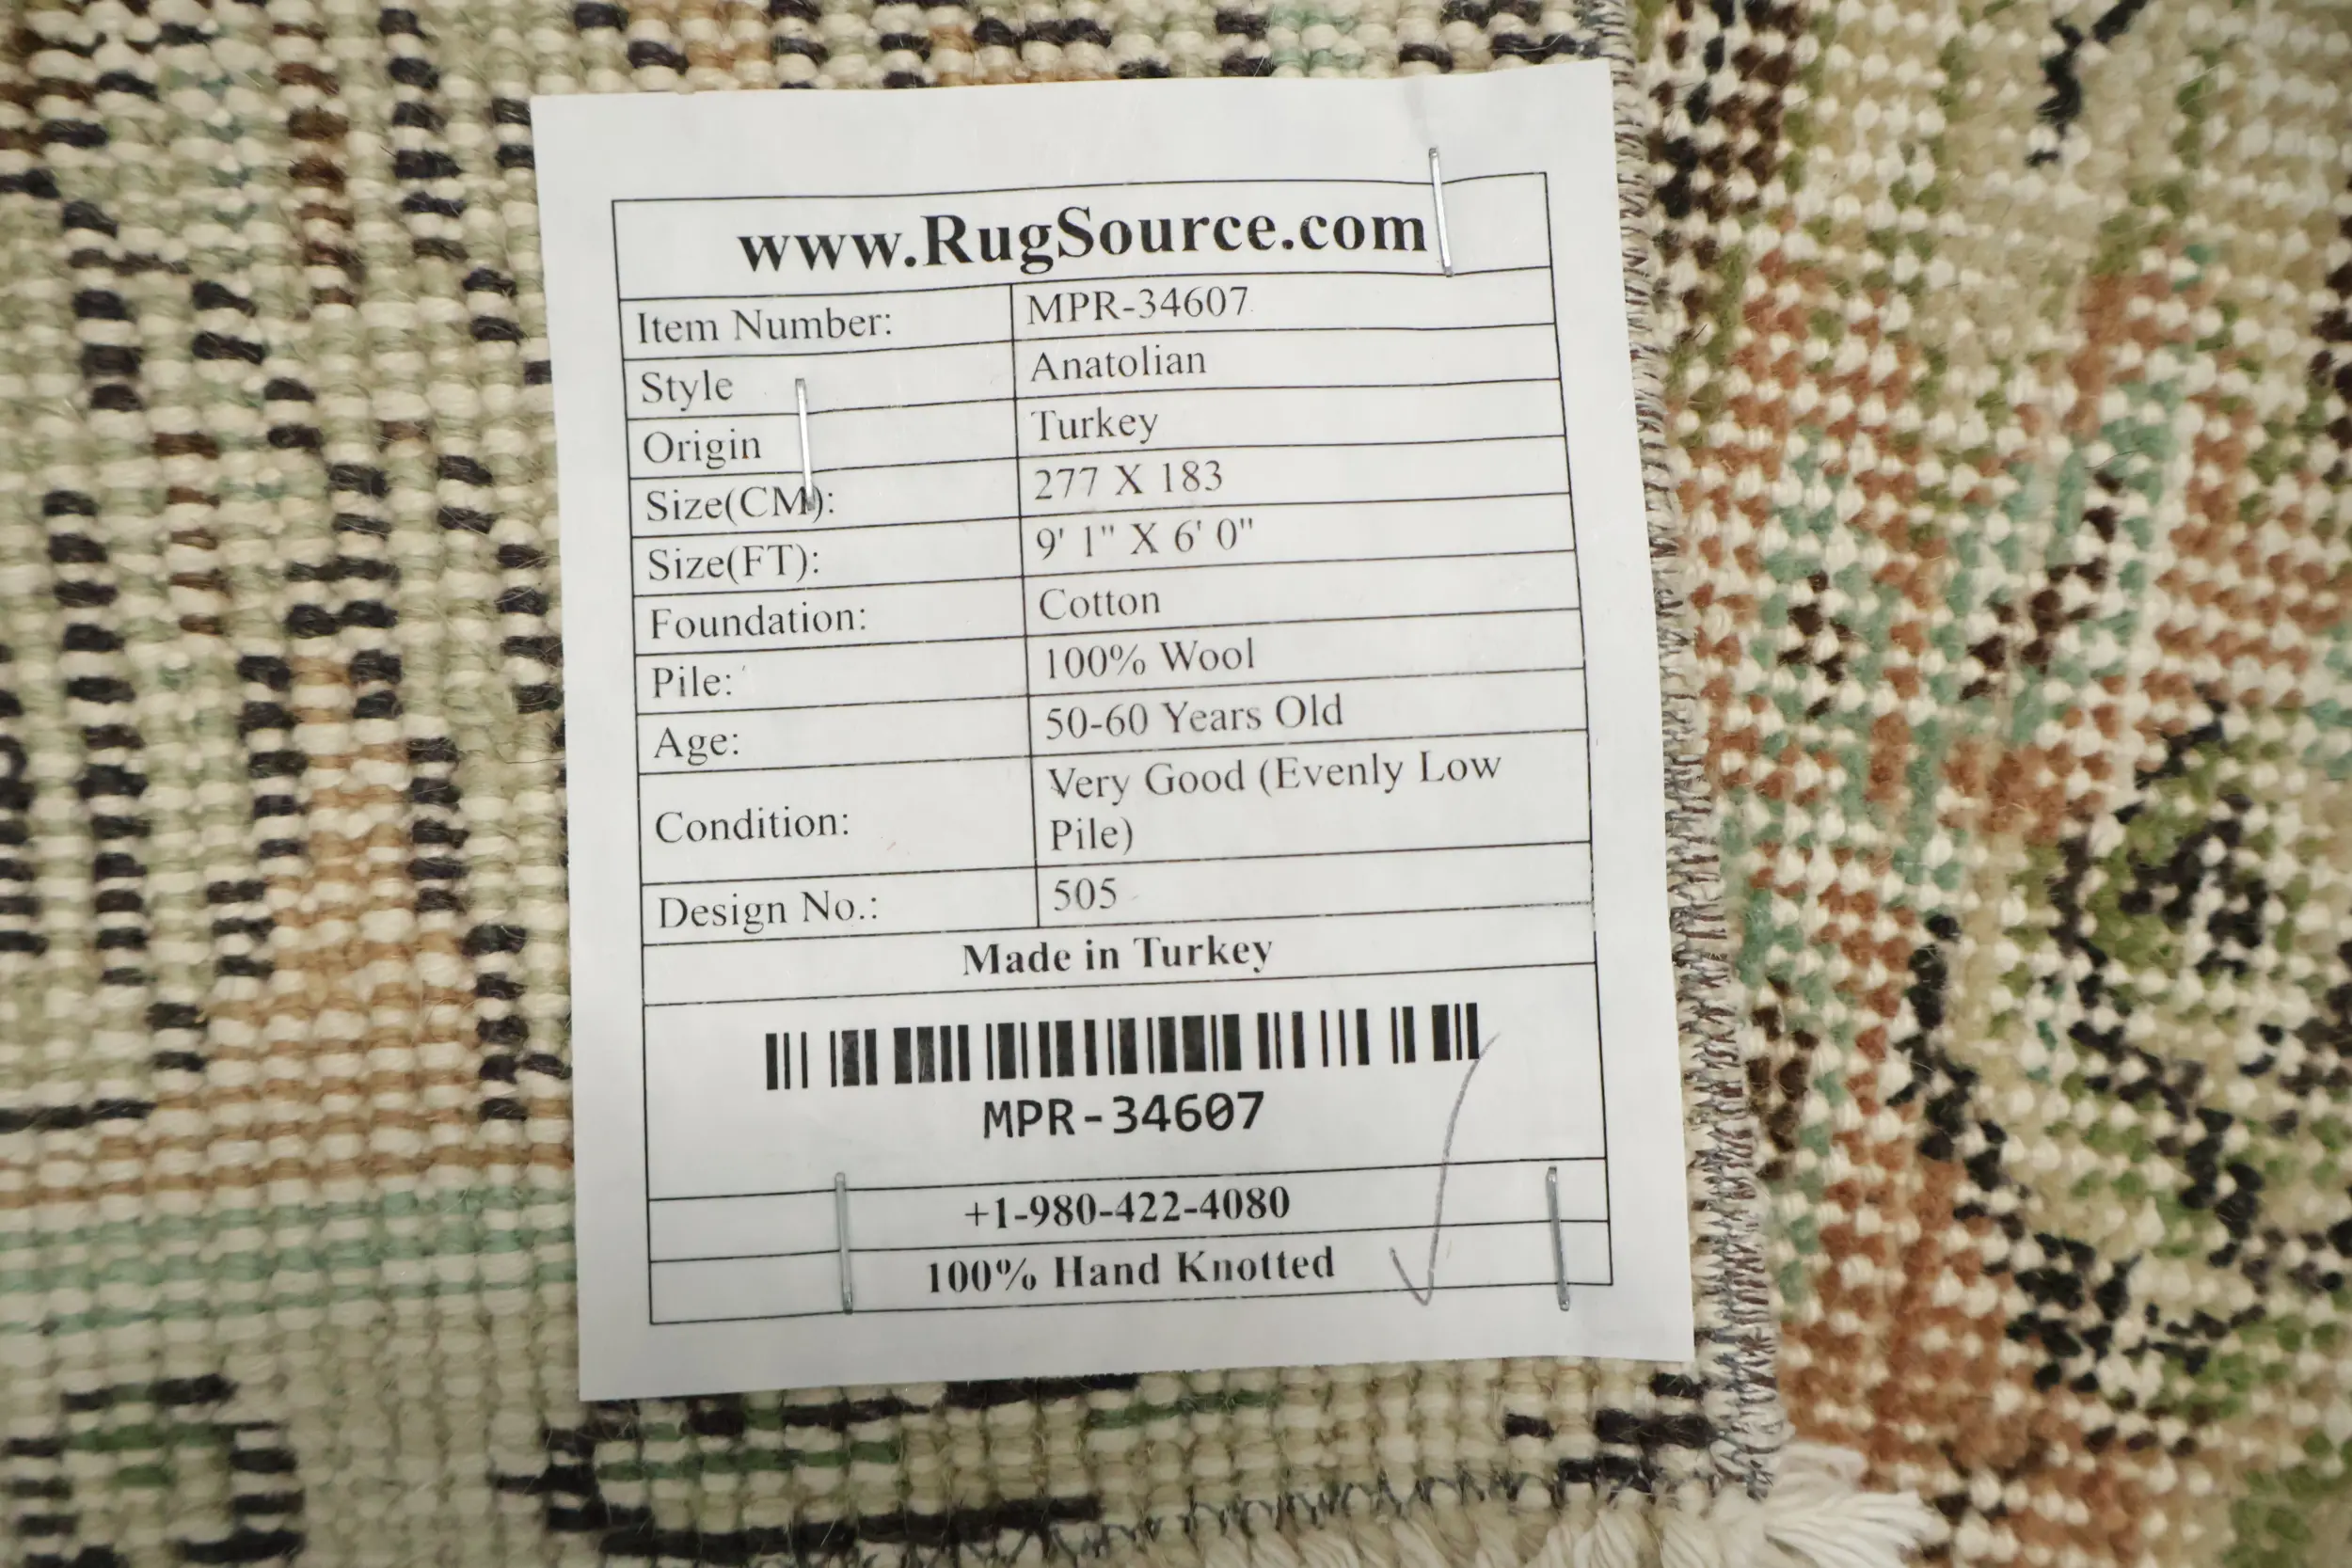 www.RugSource.com
Item Number: MPR-34607
Style Anatolian
Origin Turkey
Size(CM): 277 X 183
Size(FT): 9' 1" X 6' 0"
Foundation: Cotton
Pile: 100% Wool
Age: 50-60 Years Old
Condition: Very Good (Evenly Low
Pile)
Design No.: 505
Made in Turkey
MPR-34607
+1-980-422-4080
100% Hand Knotted